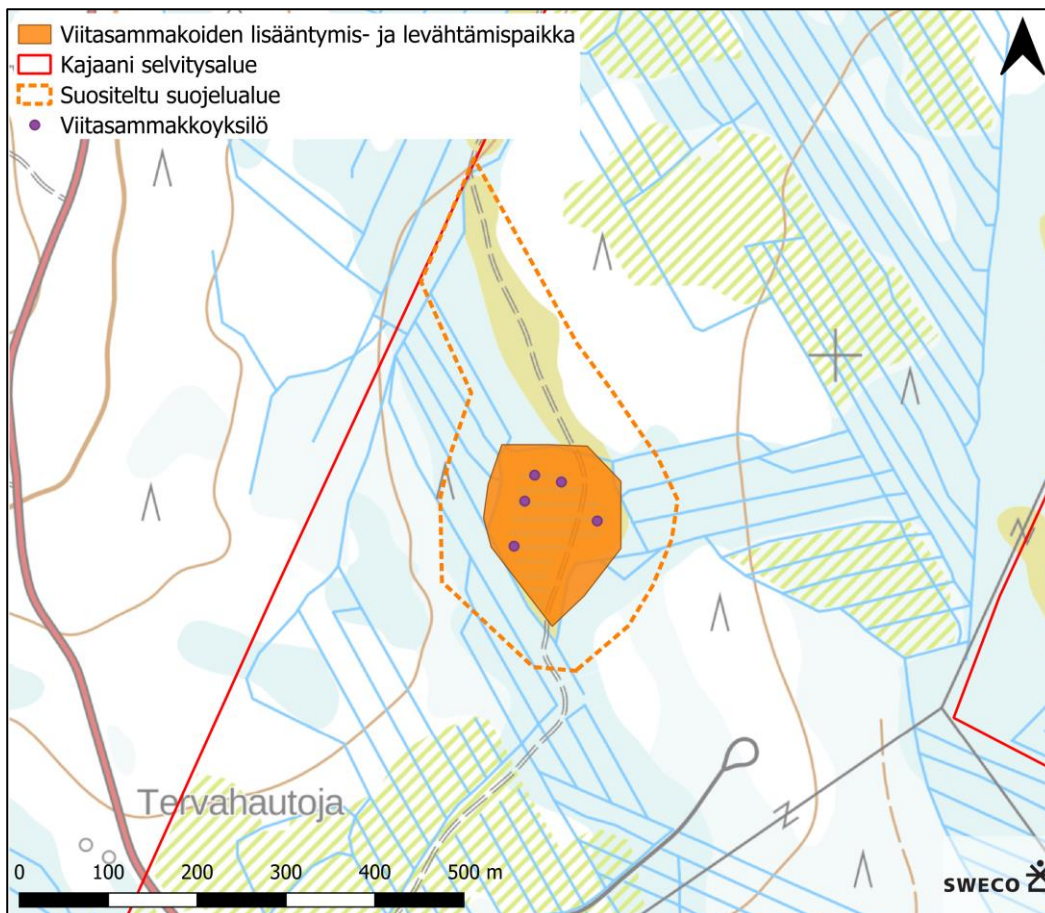 Viitasammakoiden lisääntymis- ja levähtämispaikka
Kajaani selvitysalue
Suositeltu suojelualue
Viitasammakkoyksilö
Tervahautoja
0 100 200 300 400 500 m
SWECO